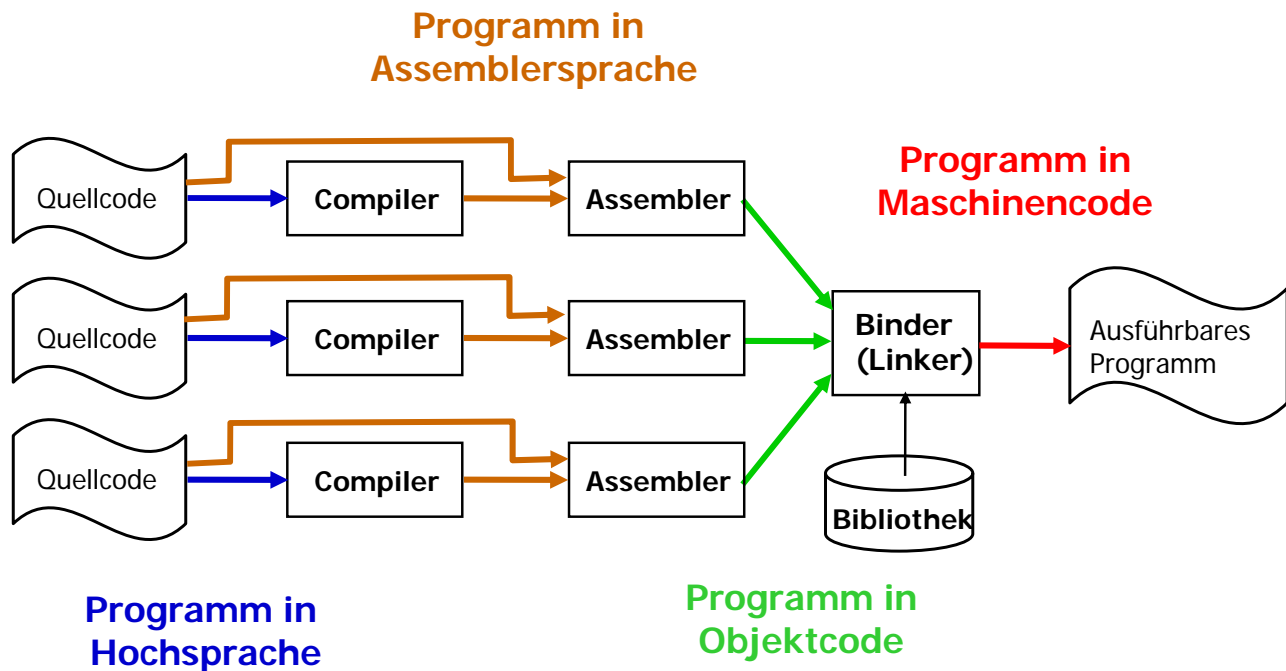 Programm in
Assemblersprache
Quellcode
Compiler
Assembler
Programm in
Maschinencode
Quellcode
Compiler
Assembler
Binder
(Linker)
Ausführbares
Programm
Quellcode
Compiler
Assembler
Bibliothek
Programm in
Hochsprache
Programm in
Objektcode